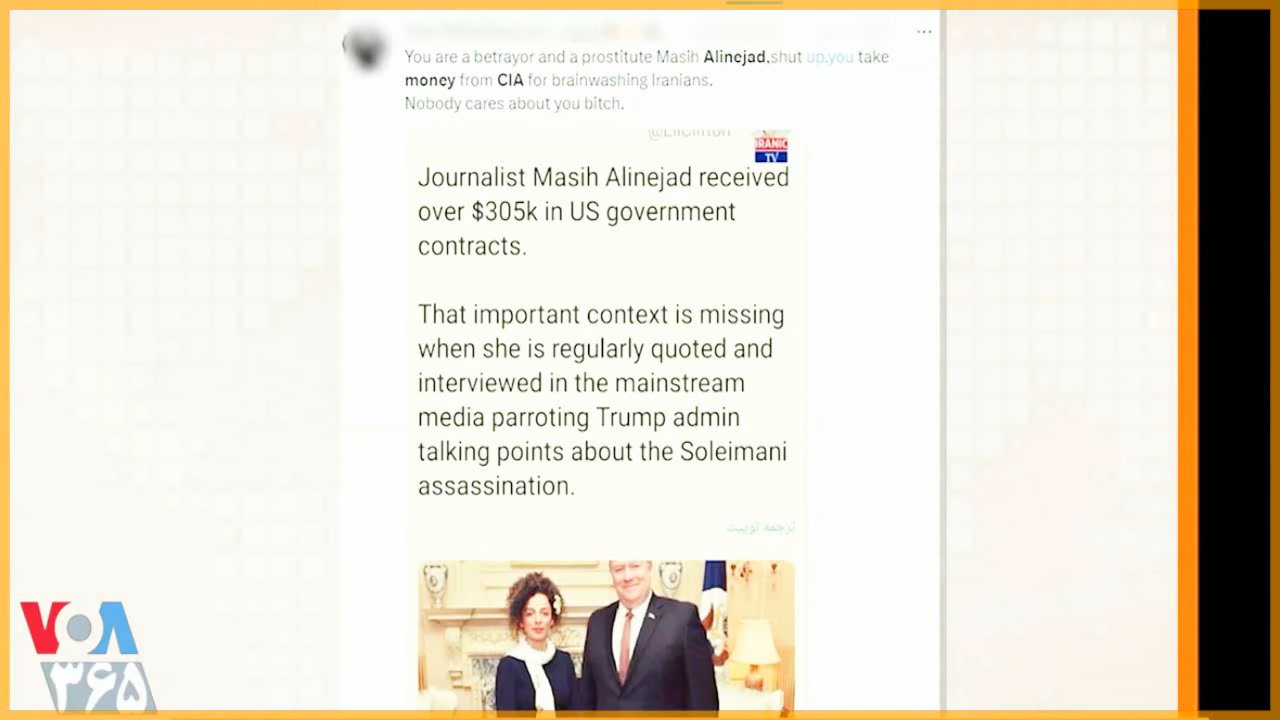 You are a betrayor and a prostitute Masih Alinejad,shut up,you take
money from CIA for brainwashing Iranians.
Nobody cares about you bitch.
IRANIC
TV
Journalist Masih Alinejad received
over $305k in US government
contracts.
That important context is missing
when she is regularly quoted and
interviewed in the mainstream
media parroting Trump admin
talking points about the Soleimani
assassination.
ترجمه توییت
VOA
۳۶۵